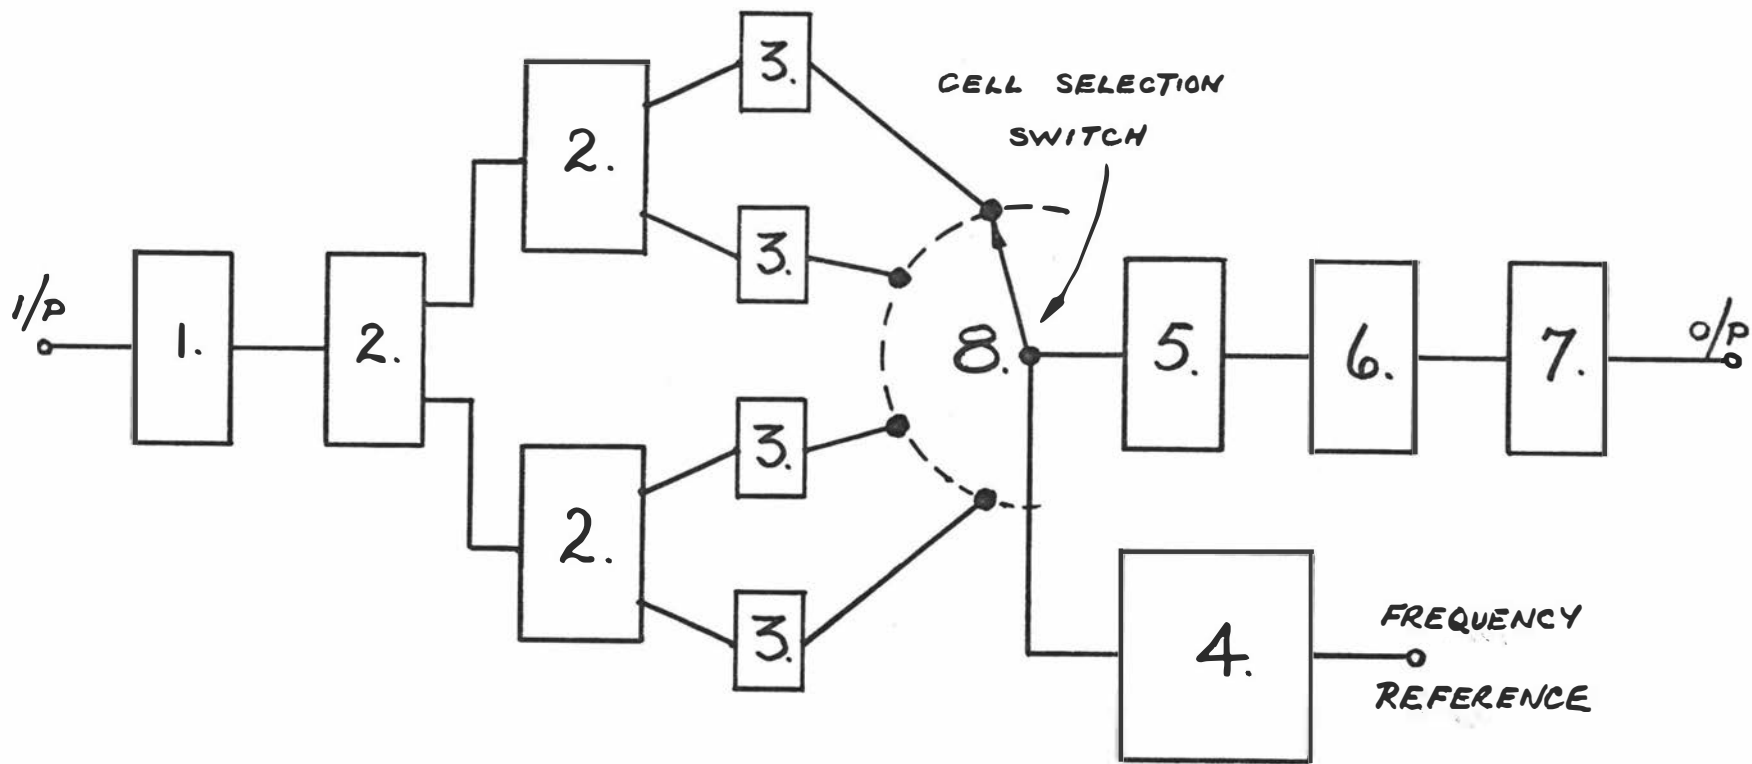 3.
CELL SELECTION
SWITCH
2.
3.
I/P
1.
2.
8.
5.
6.
7.
O/P
3.
2.
3.
4.
FREQUENCY
REFERENCE